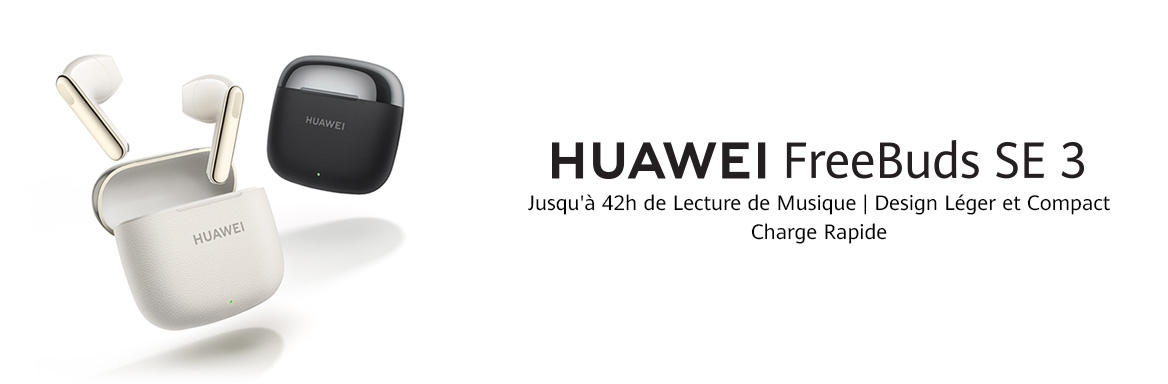 HUAWEI
HUAWEI
HUAWEI FreeBuds SE 3
Jusqu'à 42h de Lecture de Musique | Design Léger et Compact
Charge Rapide